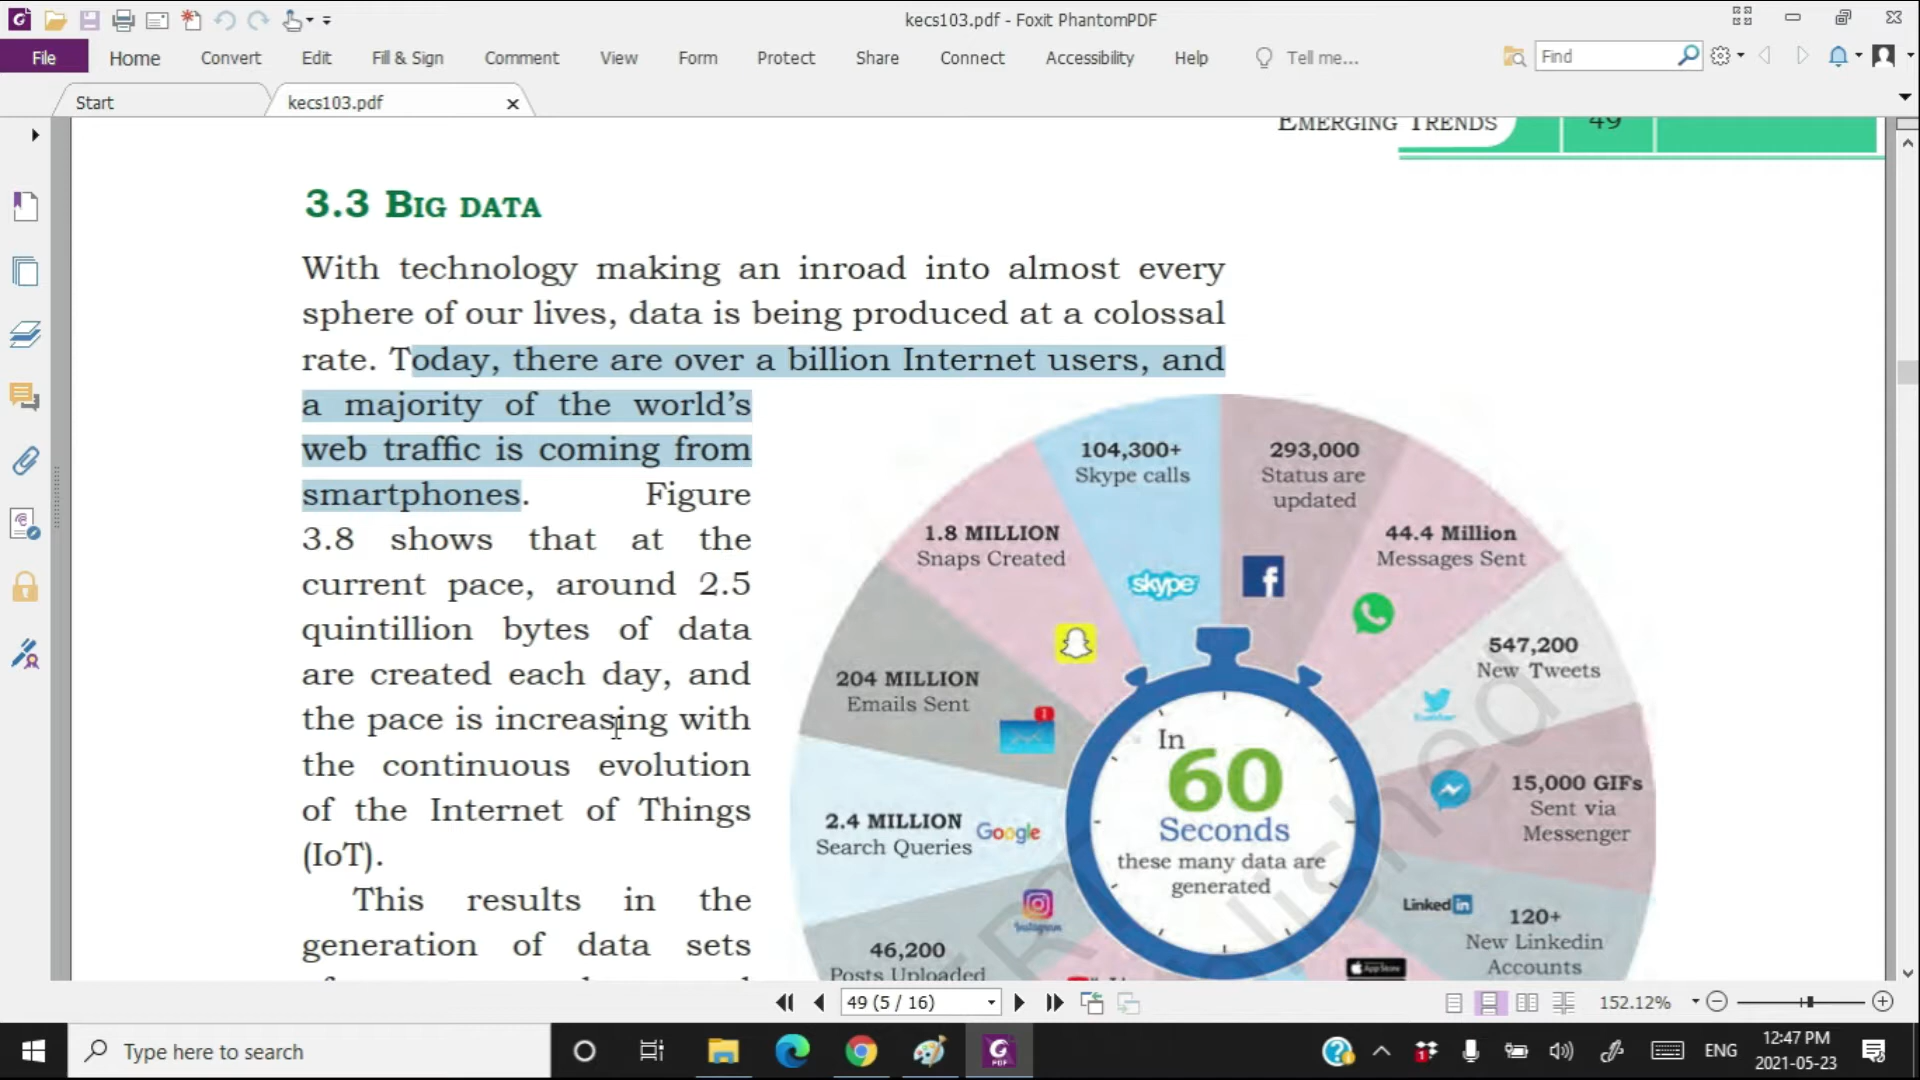 kecs103.pdf - Foxit PhantomPDF
File Home Convert Edit Fill & Sign Comment View Form Protect Share Connect Accessibility Help Tell me... Find
Start kecs103.pdf
EMERGING TRENDS 49
3.3 BIG DATA
With technology making an inroad into almost every
sphere of our lives, data is being produced at a colossal
rate. Today, there are over a billion Internet users, and
a majority of the world's
web traffic is coming from
smartphones. Figure
3.8 shows that at the
current pace, around 2.5
quintillion bytes of data
are created each day, and
the pace is increasing with
the continuous evolution
of the Internet of Things
(IoT).
This results in the
generation of data sets
104,300+
Skype calls
skype
293,000
Status are
updated
f
44.4 Million
Messages Sent
547,200
New Tweets
15,000 GIFs
Sent via
Messenger
Linked in
120+
New Linkedin
Accounts
App Store
1.8 MILLION
Snaps Created
204 MILLION
Emails Sent
1
2.4 MILLION
Search Queries
Google
Instagram
46,200
Posts Uploaded
In
60
Seconds
these many data are
generated
49 (5 / 16)
152.12%
Type here to search
ENG
12:47 PM
2021-05-23